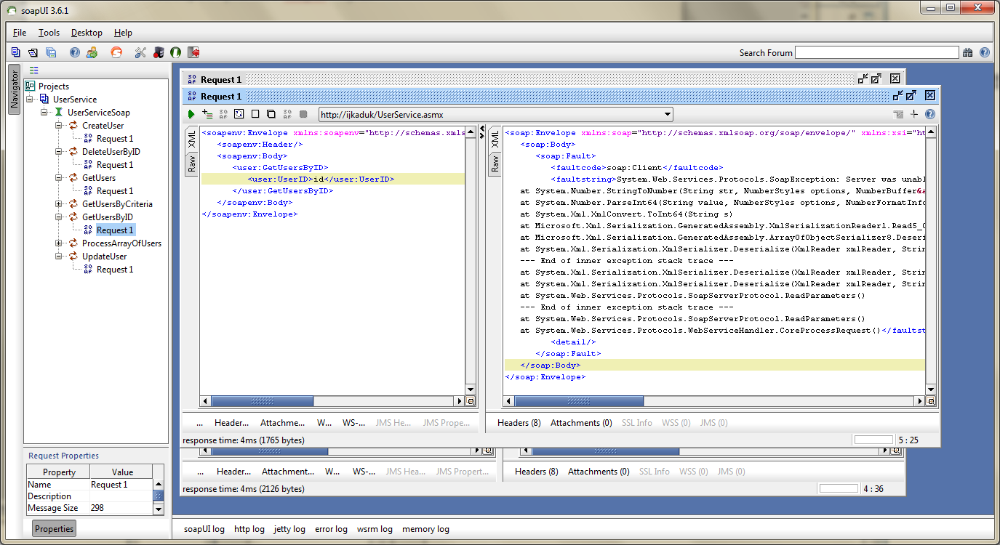 soapUI 3.6.1
File Tools Desktop Help
Search Forum
Navigator
Projects
UserService
UserServiceSoap
CreateUser
Request 1
DeleteUserByID
Request 1
GetUsers
Request 1
GetUsersByCriteria
GetUsersByID
Request 1
ProcessArrayOfUsers
UpdateUser
Request 1
Request Properties
Property Value
Name Request 1
Description
Message Size 298
Properties
Request 1
Request 1
http://ijkaduk/UserService.asmx
XML
Raw
<soapenv:Envelope xmlns:soapenv="http://schemas.xmls
<soapenv:Header/>
<soapenv:Body>
<user:GetUsersByID>
<user:UserID>id</user:UserID>
</user:GetUsersByID>
</soapenv:Body>
</soapenv:Envelope>
XML
Raw
<soap:Envelope xmlns:soap="http://schemas.xmlsoap.org/soap/envelope/" xmlns:xsi="ht
<soap:Body>
<soap:Fault>
<faultcode>soap:Client</faultcode>
<faultstring>System.Web.Services.Protocols.SoapException: Server was unabl
at System.Number.StringToNumber(String str, NumberStyles options, NumberBuffer&a
at System.Number.ParseInt64(String value, NumberStyles options, NumberFormatInfo
at System.Xml.XmlConvert.ToInt64(String s)
at Microsoft.Xml.Serialization.GeneratedAssembly.XmlSerializationReader1.Read5_
at Microsoft.Xml.Serialization.GeneratedAssembly.ArrayOfObjectSerializer8.Deseri
at System.Xml.Serialization.XmlSerializer.Deserialize(XmlReader xmlReader, Strin
--- End of inner exception stack trace ---
at System.Xml.Serialization.XmlSerializer.Deserialize(XmlReader xmlReader, Strin
at System.Xml.Serialization.XmlSerializer.Deserialize(XmlReader xmlReader, Strin
at System.Web.Services.Protocols.SoapServerProtocol.ReadParameters()
--- End of inner exception stack trace ---
at System.Web.Services.Protocols.SoapServerProtocol.ReadParameters()
at System.Web.Services.Protocols.WebServiceHandler.CoreProcessRequest()</faultst
<detail/>
</soap:Fault>
</soap:Body>
</soap:Envelope>
... Header... Attachme... W... WS-... JMS He... JMS Prope...
Headers (8) Attachments (0) SSL Info WSS (0) JMS (0)
response time: 4ms (1765 bytes)
5 : 25
... Header... Attachment... W... WS-... JMS Hea... JMS Propert...
Headers (8) Attachments (0) SSL Info WSS (0) JMS (0)
response time: 4ms (2126 bytes)
4 : 36
soapUI log http log jetty log error log wsrm log memory log